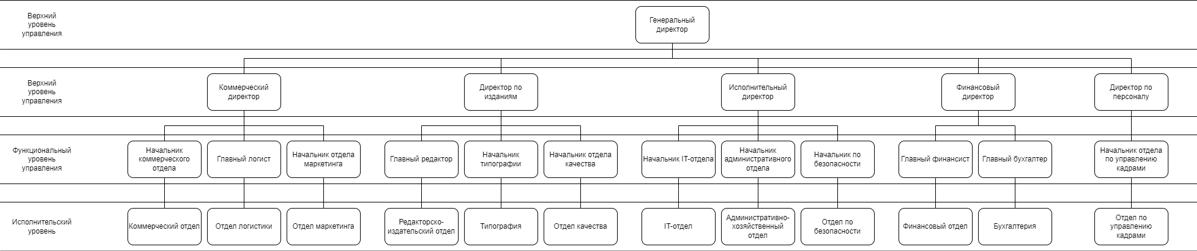 Верхний
уровень
управления
Генеральный
директор
Верхний
уровень
управления
Коммерческий
директор
Директор по
изданиям
Исполнительный
директор
Финансовый
директор
Директор по
персоналу
Функциональный
уровень
управления
Начальник
коммерческого
отдела
Главный логист
Начальник отдела
маркетинга
Главный редактор
Начальник
типографии
Начальник отдела
качества
Начальник IT-отдела
Начальник
административного
отдела
Начальник по
безопасности
Главный финансист
Главный бухгалтер
Начальник отдела
по управлению
кадрами
Исполнительский
уровень
Коммерческий отдел
Отдел логистики
Отдел маркетинга
Редакторско-
издательский отдел
Типография
Отдел качества
IT-отдел
Административно-
хозяйственный
отдел
Отдел по
безопасности
Финансовый отдел
Бухгалтерия
Отдел по
управлению
кадрами